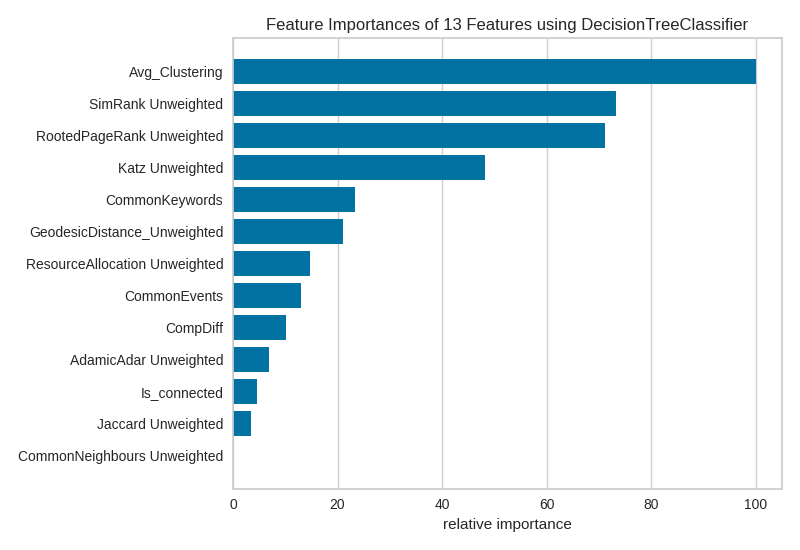 Feature Importances of 13 Features using DecisionTreeClassifier
Avg_Clustering
SimRank Unweighted
RootedPageRank Unweighted
Katz Unweighted
CommonKeywords
GeodesicDistance_Unweighted
ResourceAllocation Unweighted
CommonEvents
CompDiff
AdamicAdar Unweighted
Is_connected
Jaccard Unweighted
CommonNeighbours Unweighted
0 20 40 60 80 100
relative importance